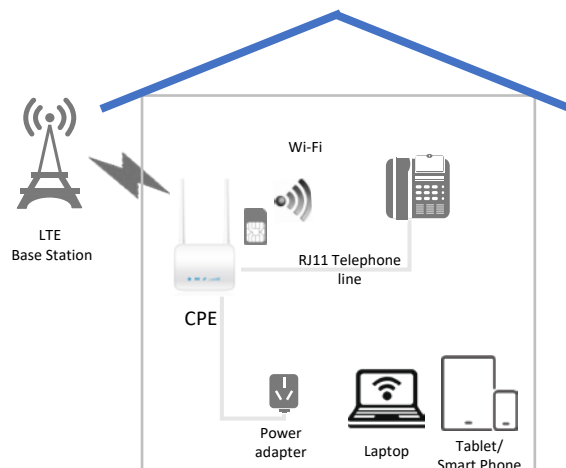 Wi-Fi
LTE
Base Station
RJ11 Telephone
line
CPE
Power
adapter
Laptop
Tablet/
Smart Phone